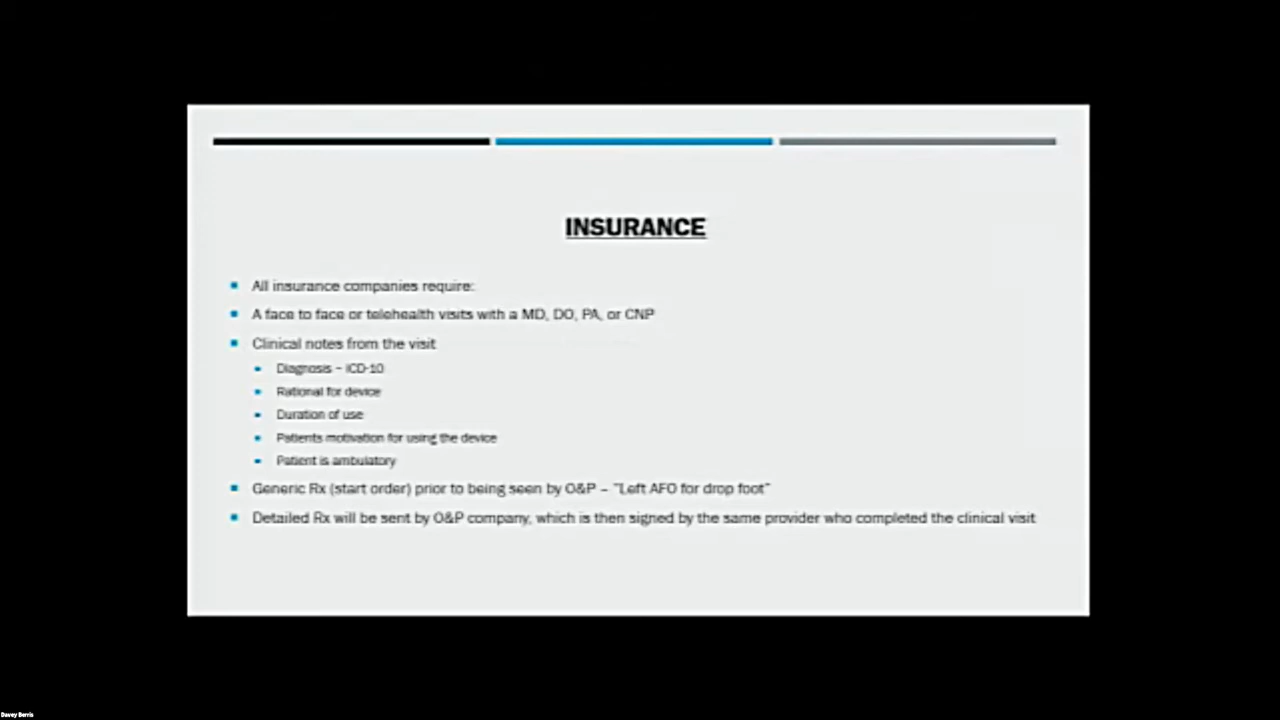 INSURANCE
All insurance companies require:
A face to face or telehealth visits with a MD, DO, PA, or CNP
Clinical notes from the visit
Diagnosis – ICD-10
Rational for device
Duration of use
Patients motivation for using the device
Patient is ambulatory
Generic Rx (start order) prior to being seen by O&P – "Left AFO for drop foot"
Detailed Rx will be sent by O&P company, which is then signed by the same provider who completed the clinical visit
Davey Berris